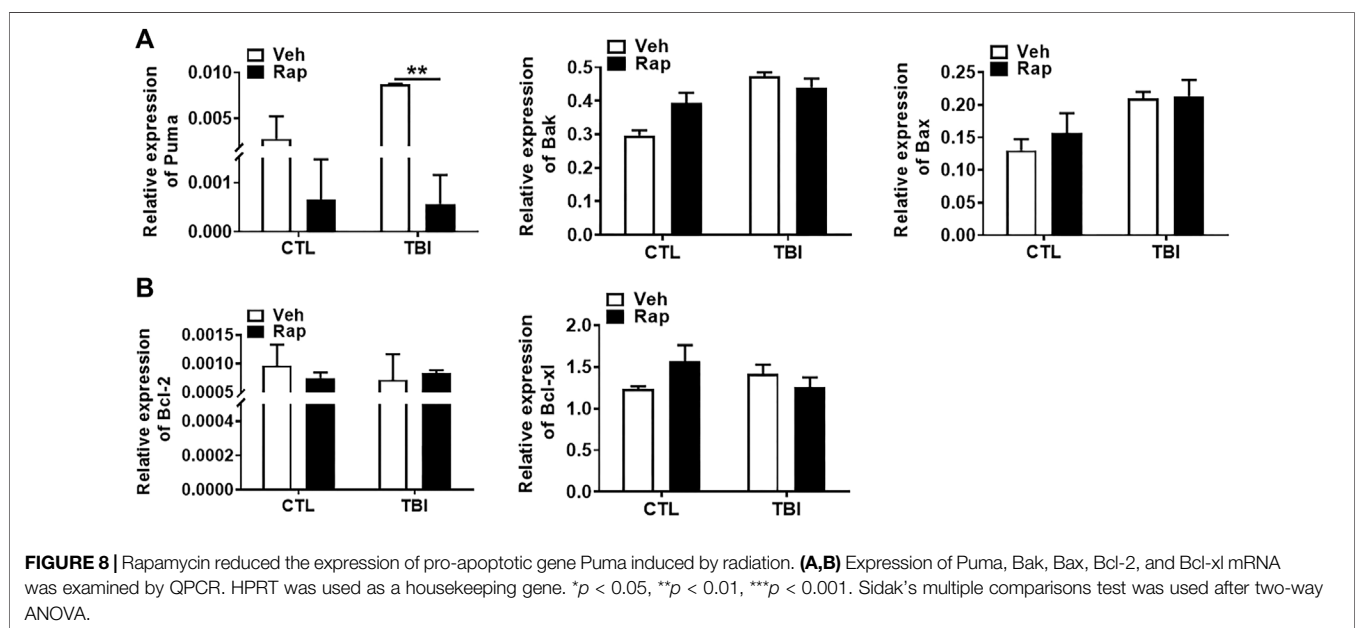 A
Veh
Rap
**
Relative expression
of Puma
0.010
0.005
0.001
0.000
CTL
TBI
Veh
Rap
Relative expression
of Bak
0.5
0.4
0.3
0.2
0.1
0.0
CTL
TBI
Veh
Rap
Relative expression
of Bax
0.25
0.20
0.15
0.10
0.05
0.00
CTL
TBI
B
Veh
Rap
Relative expression
of Bcl-2
0.0015
0.0010
0.0005
0.0004
0.0002
0.0000
CTL
TBI
Veh
Rap
Relative expression
of Bcl-xl
2.0
1.5
1.0
0.5
0.0
CTL
TBI
FIGURE 8 | Rapamycin reduced the expression of pro-apoptotic gene Puma induced by radiation. (A,B) Expression of Puma, Bak, Bax, Bcl-2, and Bcl-xl mRNA
was examined by QPCR. HPRT was used as a housekeeping gene. *p < 0.05, **p < 0.01, ***p < 0.001. Sidak's multiple comparisons test was used after two-way
ANOVA.